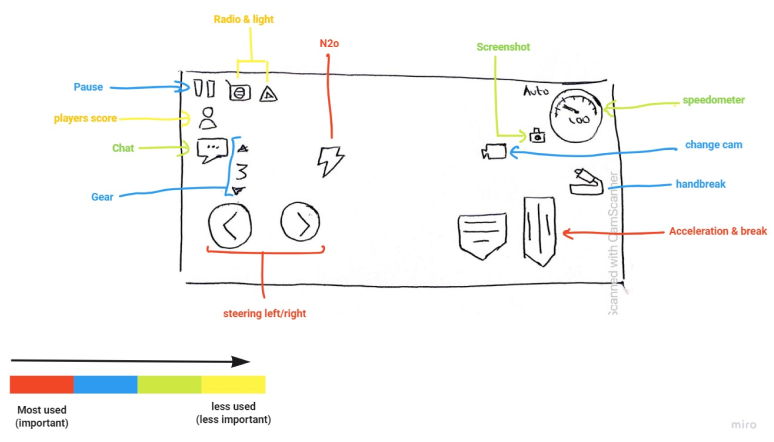 Radio & light
N2o
Screenshot
Pause
Auto
speedometer
100
players score
Chat
change cam
3
Gear
handbreak
Acceleration & break
steering left/right
Scanned with CamScanner
Most used
(important)
less used
(less important)
miro